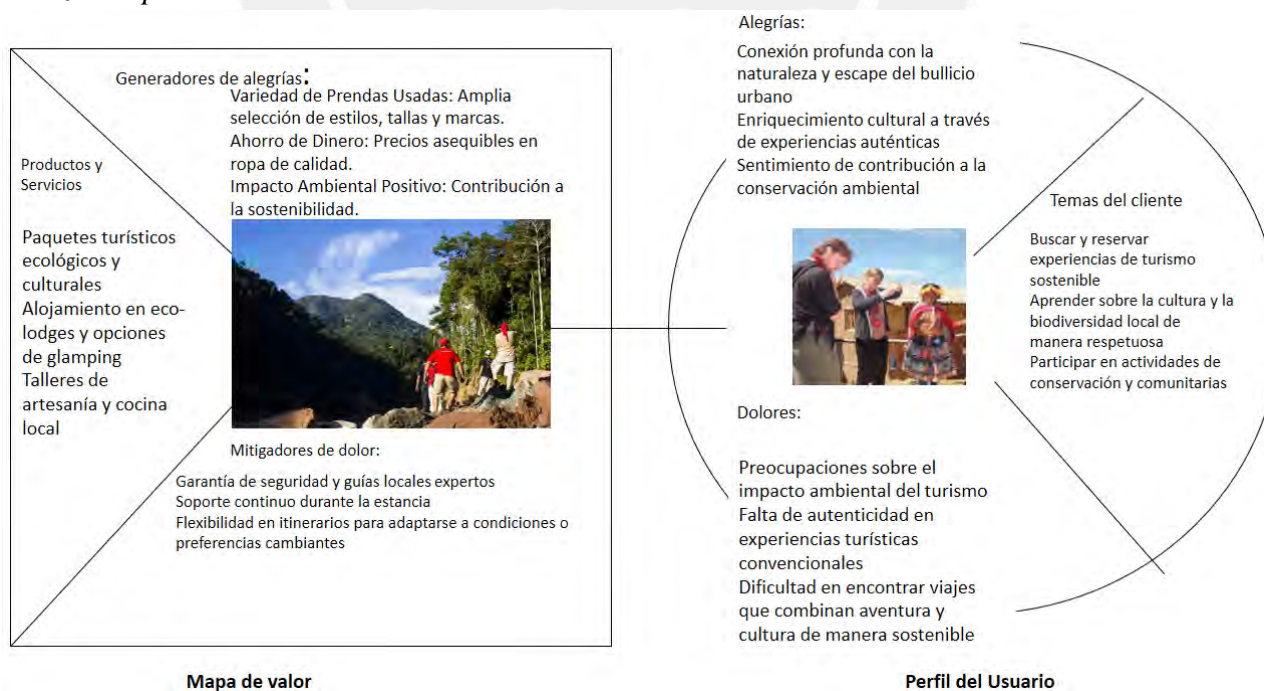 Alegrías:
Conexión profunda con la
naturaleza y escape del bullicio
urbano
Enriquecimiento cultural a través
de experiencias auténticas
Sentimiento de contribución a la
conservación ambiental
Generadores de alegrías:
Variedad de Prendas Usadas: Amplia
selección de estilos, tallas y marcas.
Ahorro de Dinero: Precios asequibles en
ropa de calidad.
Impacto Ambiental Positivo: Contribución a
la sostenibilidad.
Productos y
Servicios
Paquetes turísticos
ecológicos y
culturales
Alojamiento en eco-
lodges y opciones
de glamping
Talleres de
artesanía y cocina
local
Temas del cliente
Buscar y reservar
experiencias de turismo
sostenible
Aprender sobre la cultura y la
biodiversidad local de
manera respetuosa
Participar en actividades de
conservación y comunitarias
Mitigadores de dolor:
Garantía de seguridad y guías locales expertos
Soporte continuo durante la estancia
Flexibilidad en itinerarios para adaptarse a condiciones o
preferencias cambiantes
Dolores:
Preocupaciones sobre el
impacto ambiental del turismo
Falta de autenticidad en
experiencias turísticas
convencionales
Dificultad en encontrar viajes
que combinan aventura y
cultura de manera sostenible
Mapa de valor
Perfil del Usuario